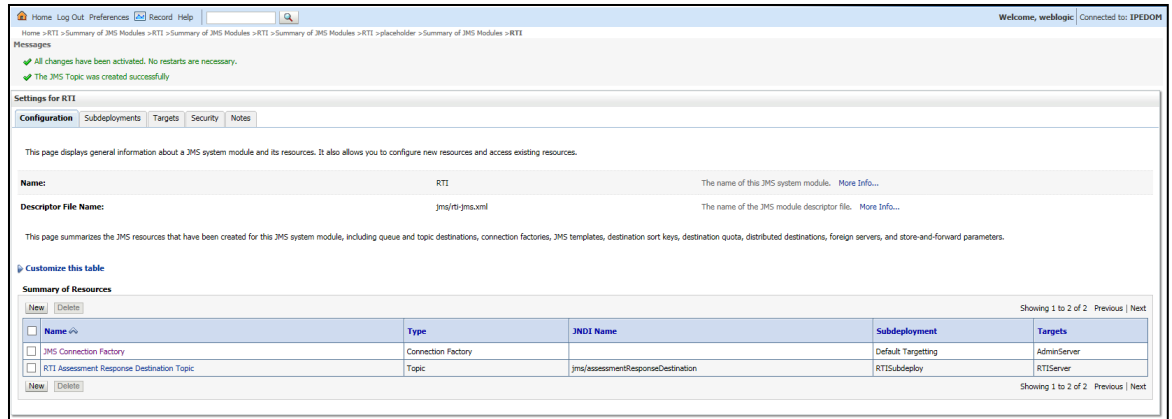 Home Log Out Preferences Record Help Welcome, weblogic Connected to: IPEDOM
Home >RTI >Summary of JMS Modules >RTI >Summary of JMS Modules >RTI >Summary of JMS Modules >RTI >placeholder >Summary of JMS Modules >RTI
Messages
All changes have been activated. No restarts are necessary.
The JMS Topic was created successfully
Settings for RTI
Configuration Subdeployments Targets Security Notes
This page displays general information about a JMS system module and its resources. It also allows you to configure new resources and access existing resources.
Name: RTI The name of this JMS system module. More Info...
Descriptor File Name: jms/rti-jms.xml The name of the JMS module descriptor file. More Info...
This page summarizes the JMS resources that have been created for this JMS system module, including queue and topic destinations, connection factories, JMS templates, destination sort keys, destination quota, distributed destinations, foreign servers, and store-and-forward parameters.
Customize this table
Summary of Resources
New Delete Showing 1 to 2 of 2 Previous | Next
Name Type JNDI Name Subdeployment Targets
JMS Connection Factory Connection Factory Default Targetting AdminServer
RTI Assessment Response Destination Topic Topic jms/assessmentResponseDestination RTISubdeploy RTIServer
New Delete Showing 1 to 2 of 2 Previous | Next